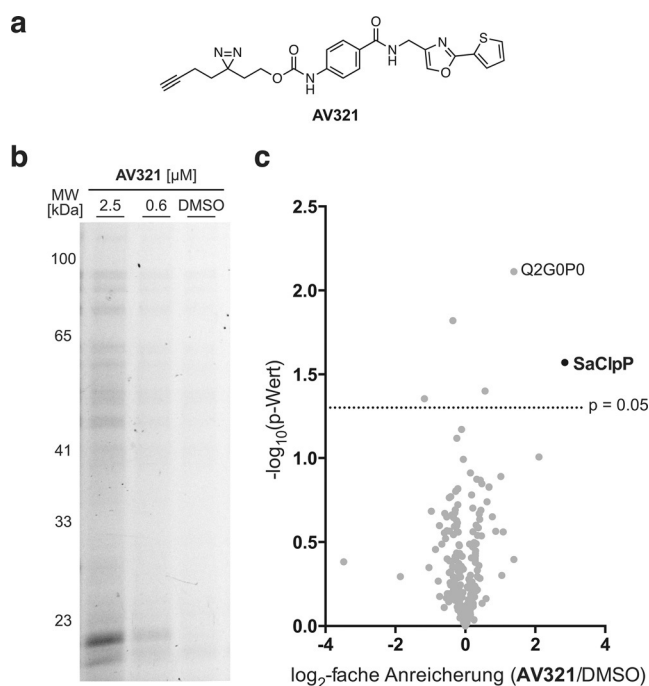 a
N=N
O
O
N
H
O
N
H
N
O
S
AV321
b
AV321 [µM]
MW
[kDa]
2.5 0.6 DMSO
100
65
41
33
23
c
2.5
2.0
1.5
1.0
0.5
0.0
-log10(p-Wert)
Q2G0P0
SaClpP
p = 0.05
-4 -2 0 2 4
log2-fache Anreicherung (AV321/DMSO)